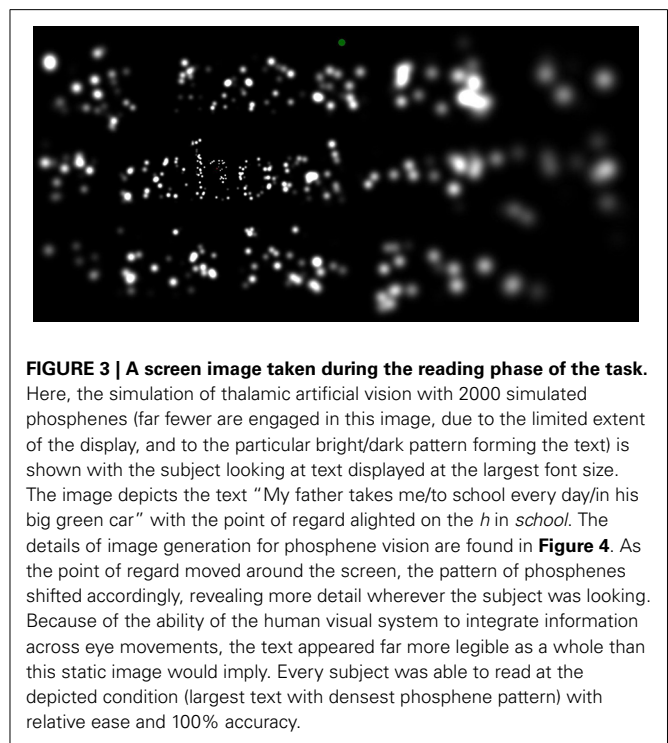 FIGURE 3 | A screen image taken during the reading phase of the task.
Here, the simulation of thalamic artificial vision with 2000 simulated
phosphenes (far fewer are engaged in this image, due to the limited extent
of the display, and to the particular bright/dark pattern forming the text) is
shown with the subject looking at text displayed at the largest font size.
The image depicts the text “My father takes me/to school every day/in his
big green car” with the point of regard alighted on the h in school. The
details of image generation for phosphene vision are found in Figure 4. As
the point of regard moved around the screen, the pattern of phosphenes
shifted accordingly, revealing more detail wherever the subject was looking.
Because of the ability of the human visual system to integrate information
across eye movements, the text appeared far more legible as a whole than
this static image would imply. Every subject was able to read at the
depicted condition (largest text with densest phosphene pattern) with
relative ease and 100% accuracy.